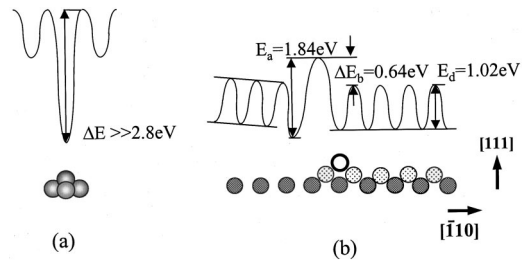 (a)
ΔE >>2.8eV
(b)
E_a=1.84eV
ΔE_b=0.64eV
E_d=1.02eV
[111]
[1̄10]